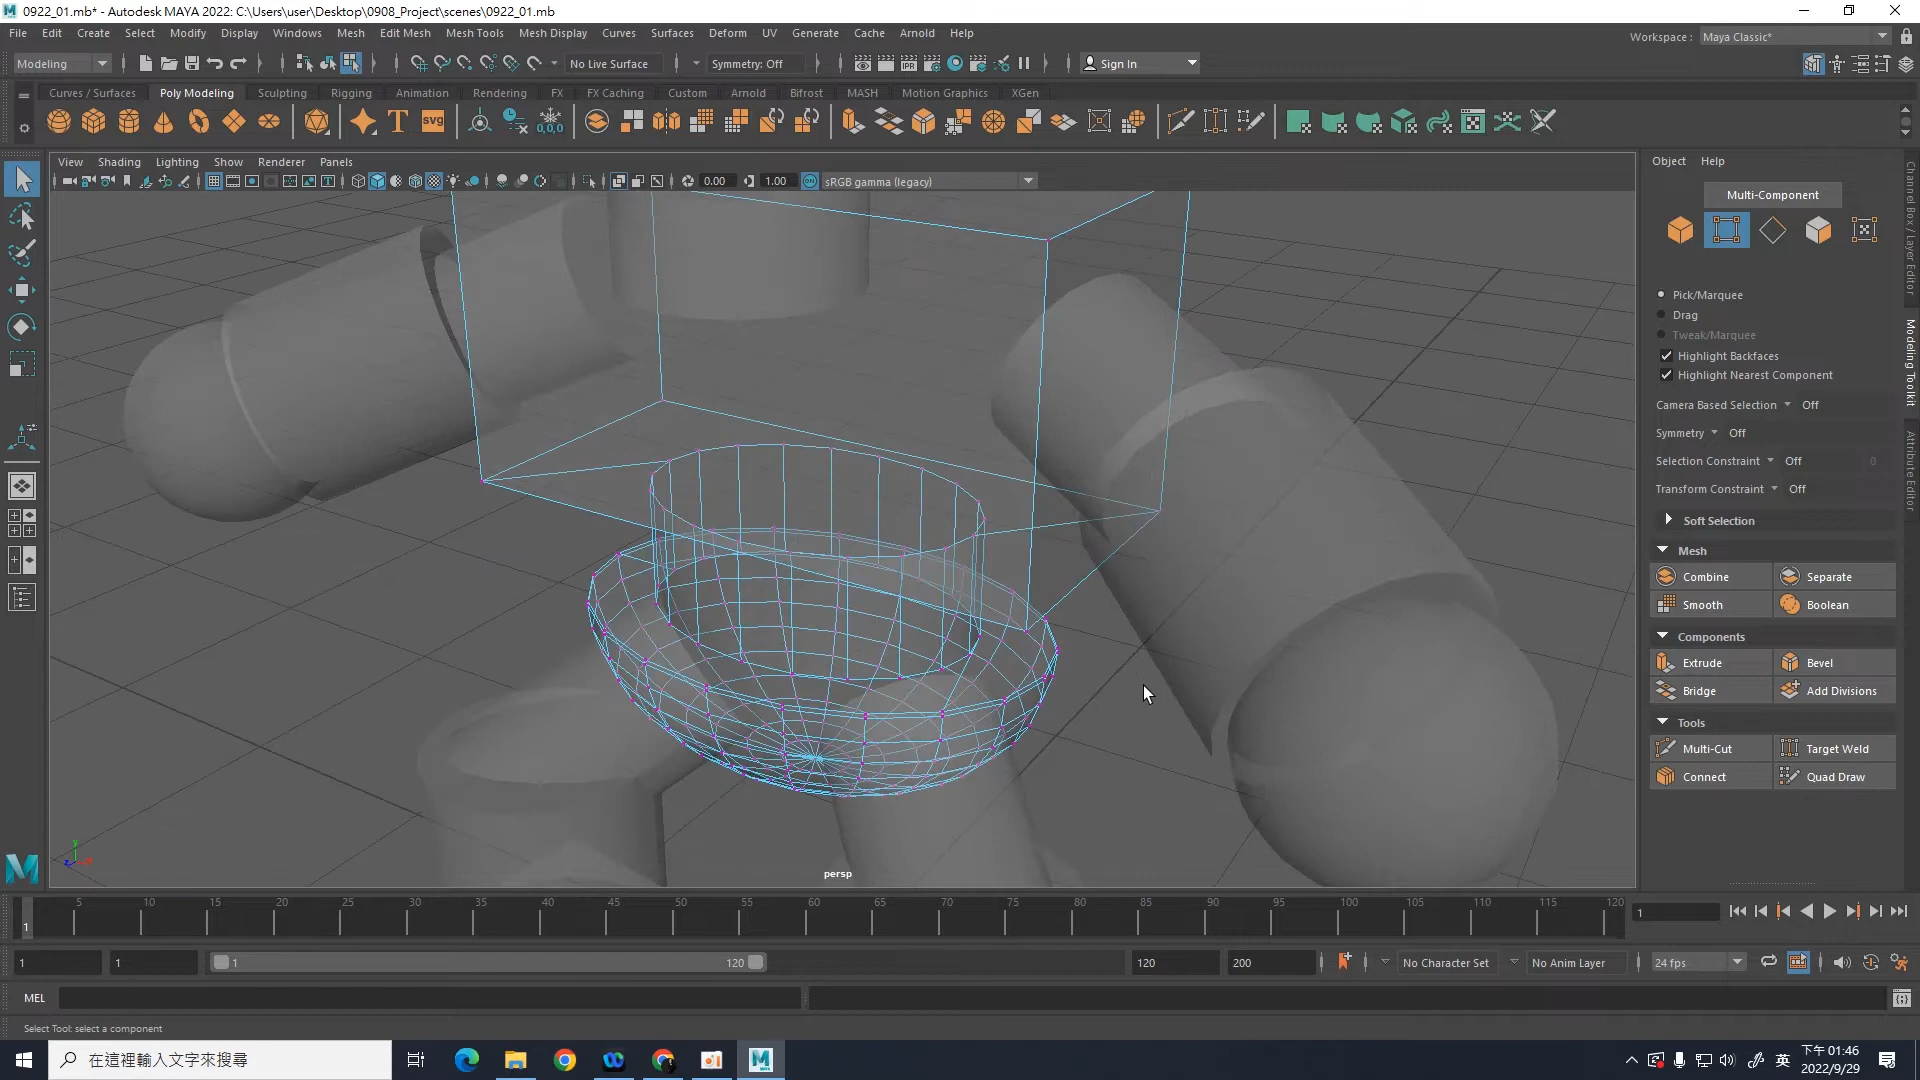 0922_01.mb* - Autodesk MAYA 2022: C:\Users\user\Desktop\0908_Project\scenes\0922_01.mb
File Edit Create Select Modify Display Windows Mesh Edit Mesh Mesh Tools Mesh Display Curves Surfaces Deform UV Generate Cache Arnold Help
Workspace : Maya Classic*
Modeling No Live Surface Symmetry: Off Sign In
Curves / Surfaces Poly Modeling Sculpting Rigging Animation Rendering FX FX Caching Custom Arnold Bifrost MASH Motion Graphics XGen
T SVG 0,0,0
View Shading Lighting Show Renderer Panels
0.00 1.00 sRGB gamma (legacy)
Object Help
Multi-Component
Pick/Marquee
Drag
Tweak/Marquee
Highlight Backfaces
Highlight Nearest Component
Camera Based Selection Off
Symmetry Off
Selection Constraint Off 0
Transform Constraint Off
Soft Selection
Mesh
Combine Separate
Smooth Boolean
Components
Extrude Bevel
Bridge Add Divisions
Tools
Multi-Cut Target Weld
Connect Quad Draw
Channel Box / Layer Editor
Modeling Toolkit
Attribute Editor
y
z
persp
5 10 15 20 25 30 35 40 45 50 55 60 65 70 75 80 85 90 95 100 105 110 115 120
1 1
1 1 1 120 120 200 No Character Set No Anim Layer 24 fps
MEL
Select Tool: select a component
在這裡輸入文字來搜尋
英 下午 01:46
2022/9/29